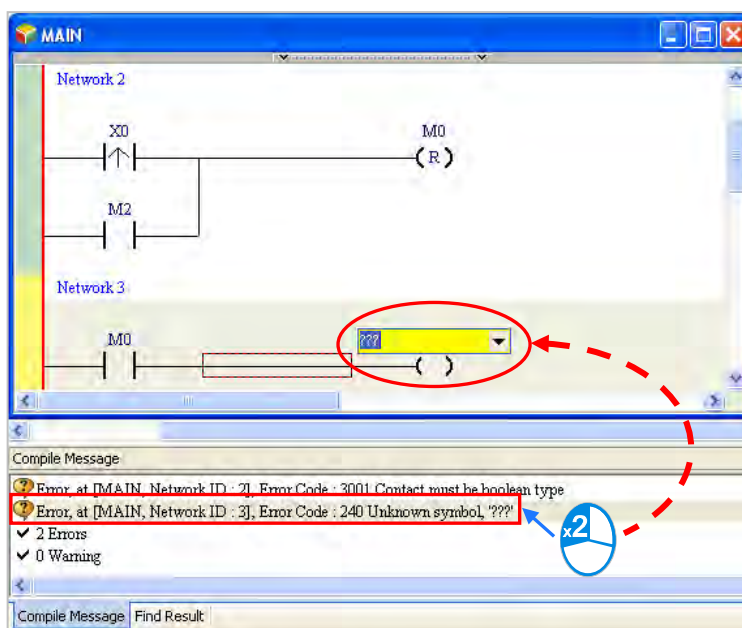 MAIN
Network 2
X0
M0
R
M2
Network 3
M0
???
Compile Message
Error, at [MAIN, Network ID : 2], Error Code : 3001 Contact must be boolean type
Error, at [MAIN, Network ID : 3], Error Code : 240 Unknown symbol, '???'
x2
2 Errors
0 Warning
Compile Message
Find Result